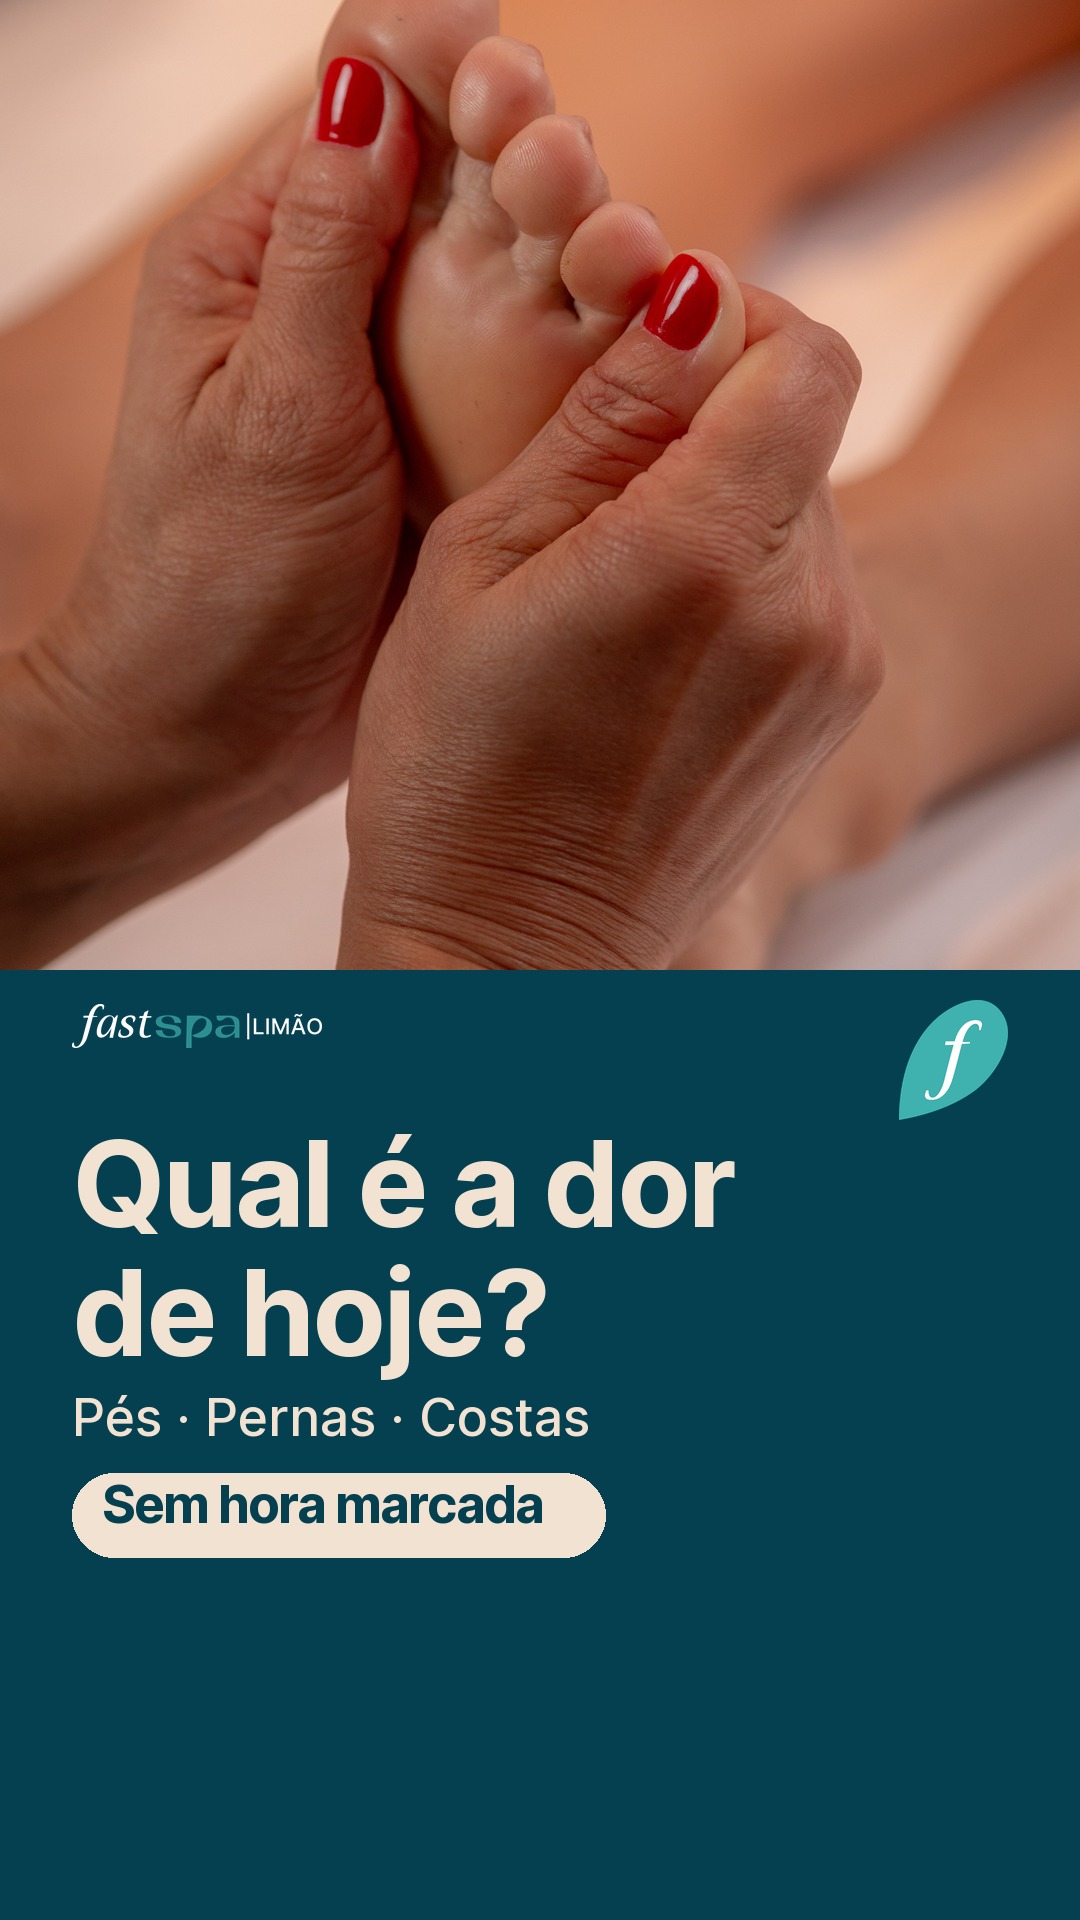 fastspa|LIMÃO
f
Qual é a dor
de hoje?
Pés · Pernas · Costas
Sem hora marcada